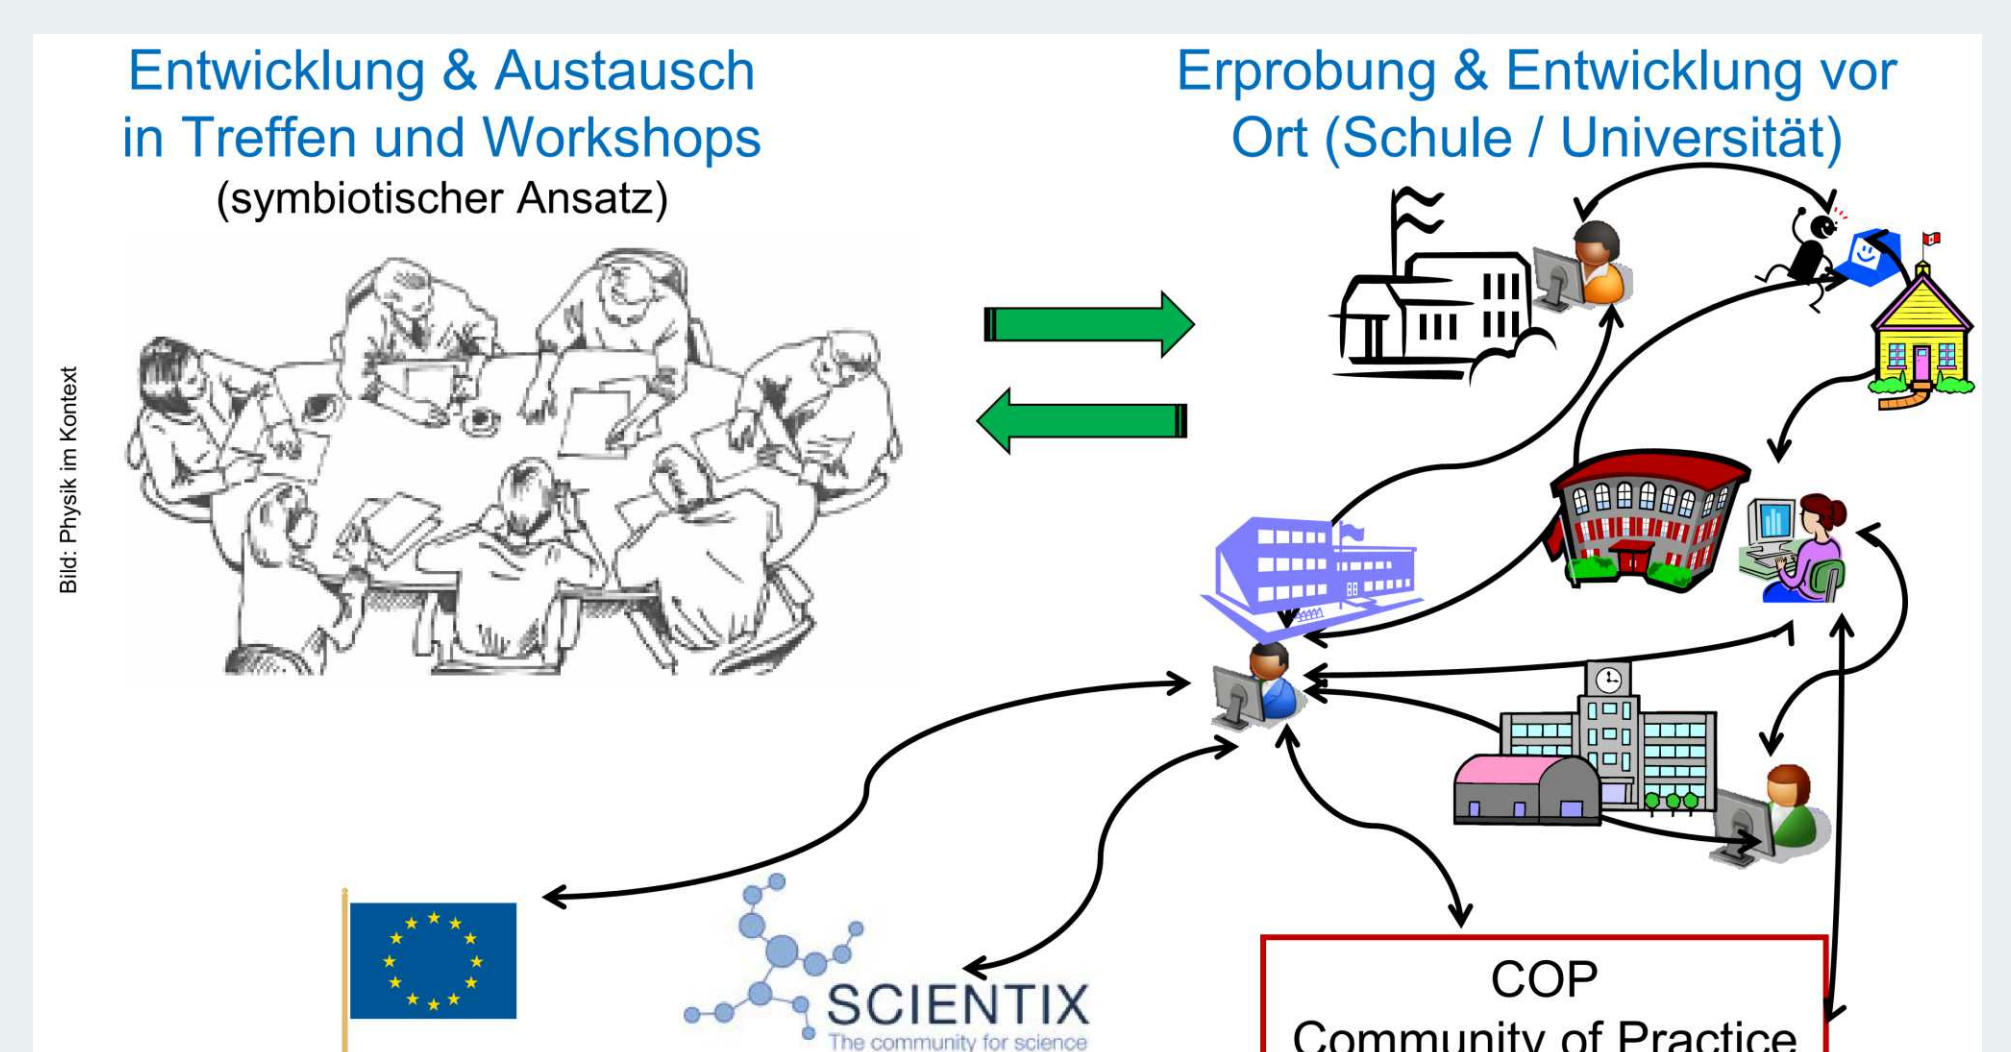 Entwicklung & Austausch
in Treffen und Workshops
(symbiotischer Ansatz)
Erprobung & Entwicklung vor
Ort (Schule / Universität)
Bild: Physik im Kontext
SCIENTIX
The community for science
COP
Community of Practice